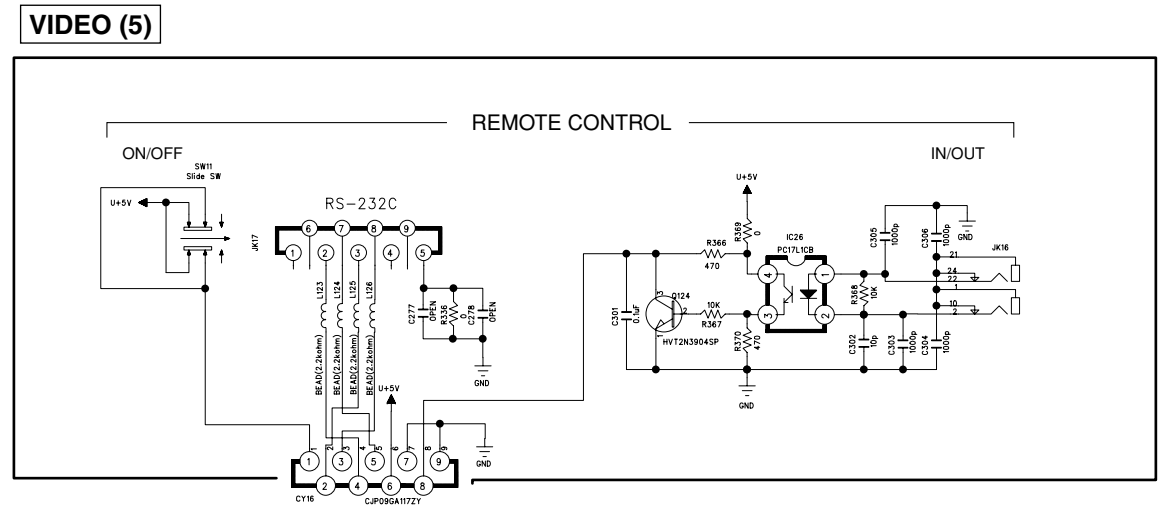 VIDEO (5)
REMOTE CONTROL
ON/OFF
IN/OUT
SW11
Slide SW
U+5V
RS-232C
JK17
6 7 8 9
1 2 3 4 5
L123
L124
L125
L126
BEAD(2.2kohm)
BEAD(2.2kohm)
BEAD(2.2kohm)
BEAD(2.2kohm)
C277
OPEN
R336
0
C278
OPEN
GND
U+5V
GND
1 2 3 4 5 6 7 8 9
1 3 5 7 9
2 4 6 8
CY16
CJP09GA117ZY
U+5V
R369
0
R366
470
IC26
PC17L1CB
4 1
3 2
C301
0.1uF
3
Q124
2
1
HVT2N3904SP
10K
R367
R370
470
GND
R368
10K
C305
1000p
C306
1000p
GND
JK16
21
24
22
1
10
2
C302
10p
C303
1000p
C304
1000p